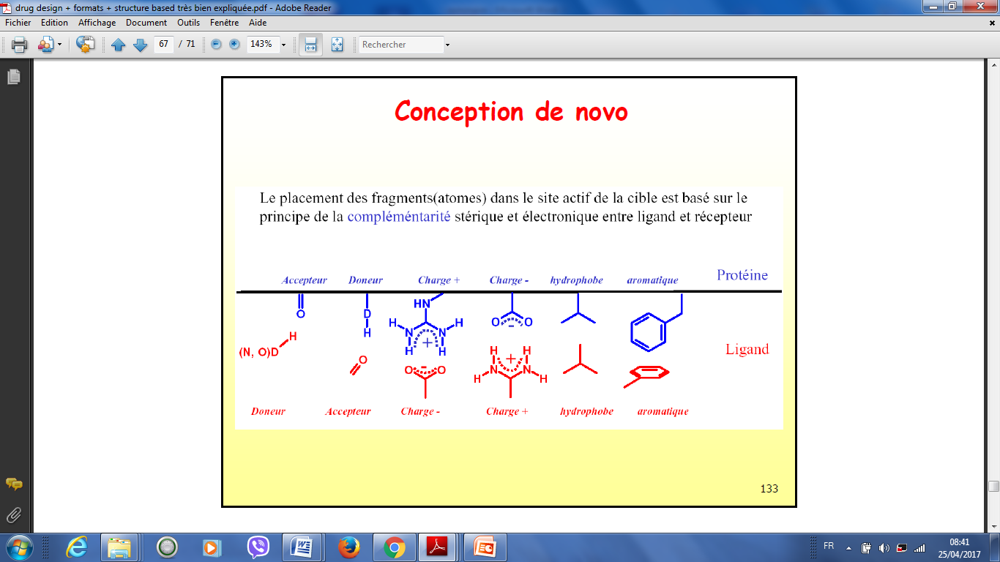 drug design + formats + structure based très bien expliquée.pdf - Adobe Reader
Fichier Edition Affichage Document Outils Fenêtre Aide
67 / 71 143% Rechercher
Conception de novo
Le placement des fragments(atomes) dans le site actif de la cible est basé sur le
principe de la compléméntarité stérique et électronique entre ligand et récepteur
Accepteur Doneur Charge + Charge - hydrophobe aromatique Protéine
HN
O D O - O
H H N N H
H H + H
H H + H
(N, O)D O O - O N N Ligand
H H
Doneur Accepteur Charge - Charge + hydrophobe aromatique
133
FR 08:41
25/04/2017